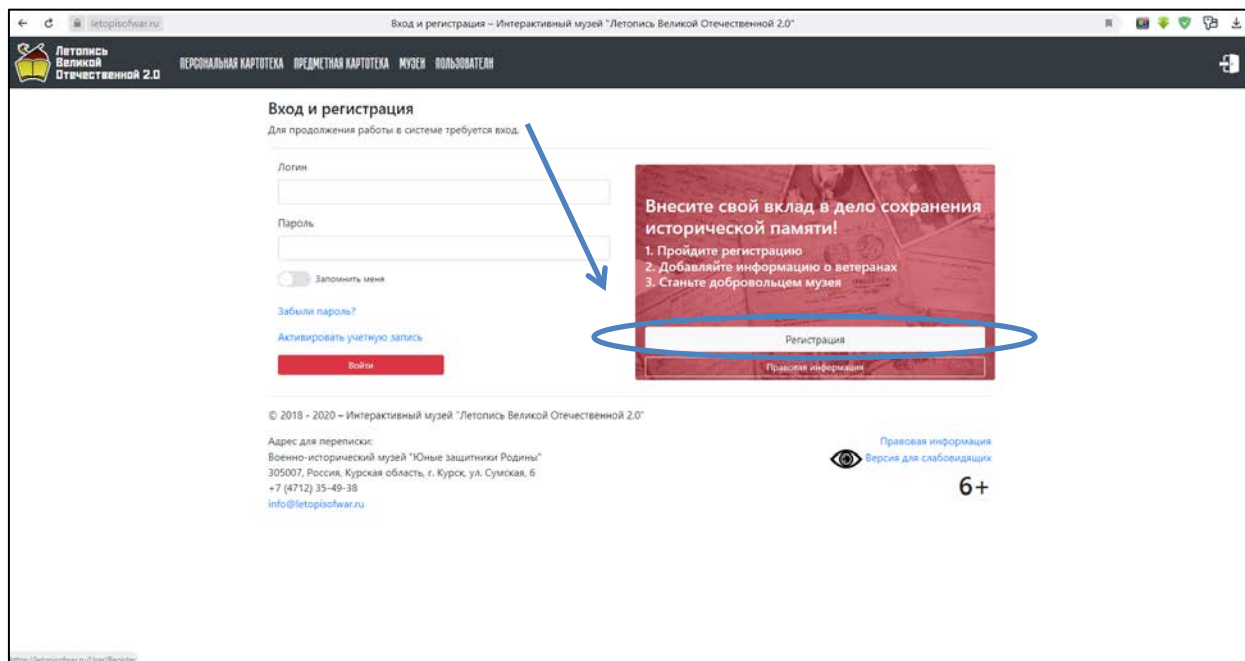 letopisofwar.ru
Вход и регистрация – Интерактивный музей "Летопись Великой Отечественной 2.0"
Летопись
Великой
Отечественной 2.0
ПЕРСОНАЛЬНАЯ КАРТОТЕКА ПРЕДМЕТНАЯ КАРТОТЕКА МУЗЕИ ПОЛЬЗОВАТЕЛИ
Вход и регистрация
Для продолжения работы в системе требуется вход.
Логин
Пароль
Запомнить меня
Забыли пароль?
Активировать учетную запись
Войти
Внесите свой вклад в дело сохранения
исторической памяти!
1. Пройдите регистрацию
2. Добавляйте информацию о ветеранах
3. Станьте добровольцем музея
Регистрация
Правовая информация
© 2018 - 2020 – Интерактивный музей "Летопись Великой Отечественной 2.0"
Адрес для переписки:
Военно-исторический музей "Юные защитники Родины"
305007, Россия, Курская область, г. Курск, ул. Сумская, 6
+7 (4712) 35-49-38
info@letopisofwar.ru
Правовая информация
Версия для слабовидящих
6+
https://letopisofwar.ru/User/Register